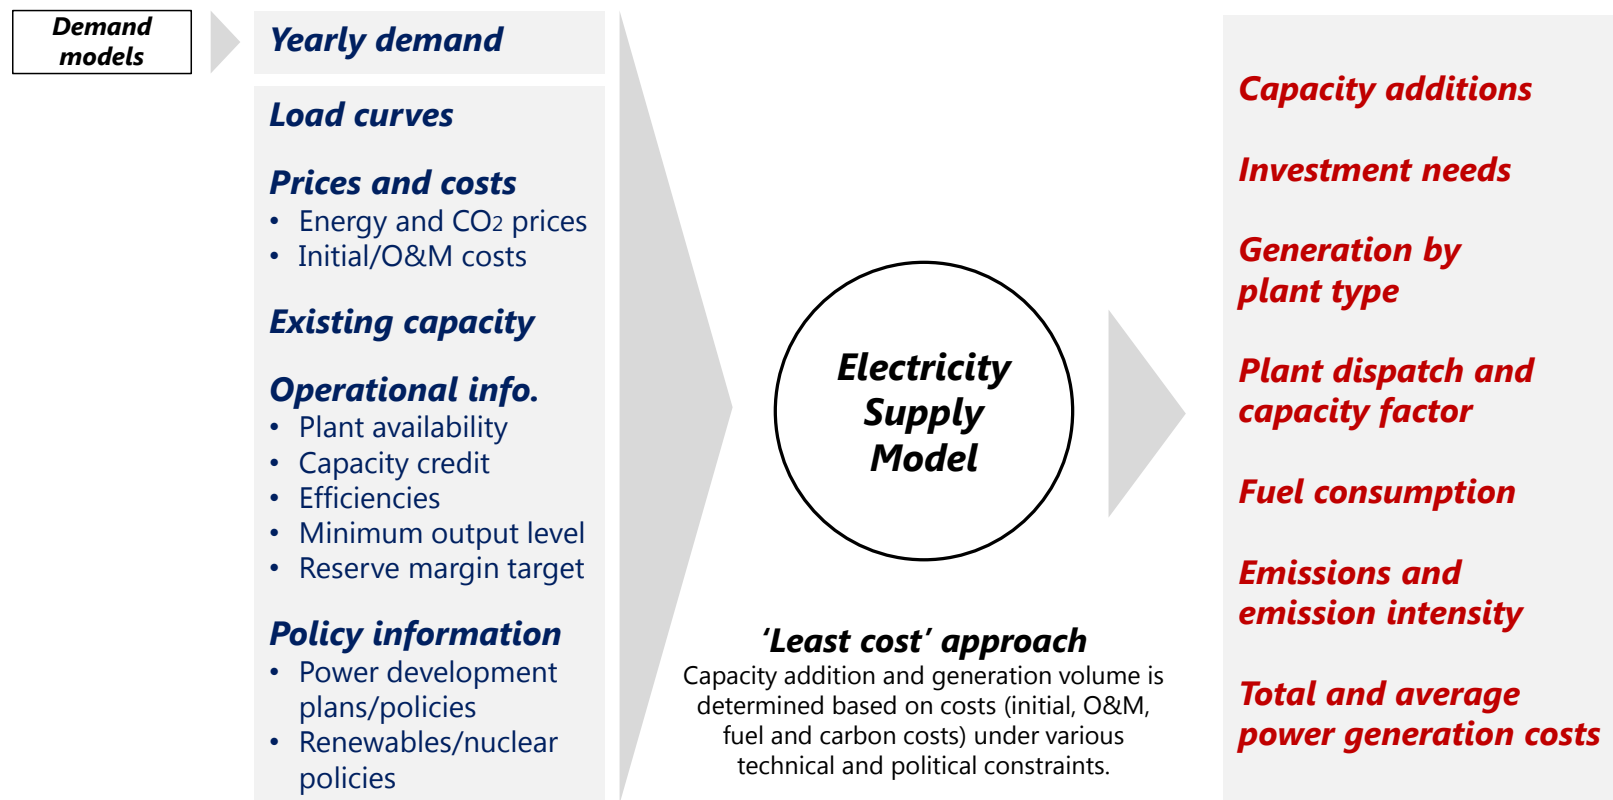 Demand
models
Yearly demand
Load curves
Prices and costs
• Energy and CO2 prices
• Initial/O&M costs
Existing capacity
Operational info.
• Plant availability
• Capacity credit
• Efficiencies
• Minimum output level
• Reserve margin target
Policy information
• Power development
plans/policies
• Renewables/nuclear
policies
Electricity
Supply
Model
‘Least cost’ approach
Capacity addition and generation volume is
determined based on costs (initial, O&M,
fuel and carbon costs) under various
technical and political constraints.
Capacity additions
Investment needs
Generation by
plant type
Plant dispatch and
capacity factor
Fuel consumption
Emissions and
emission intensity
Total and average
power generation costs